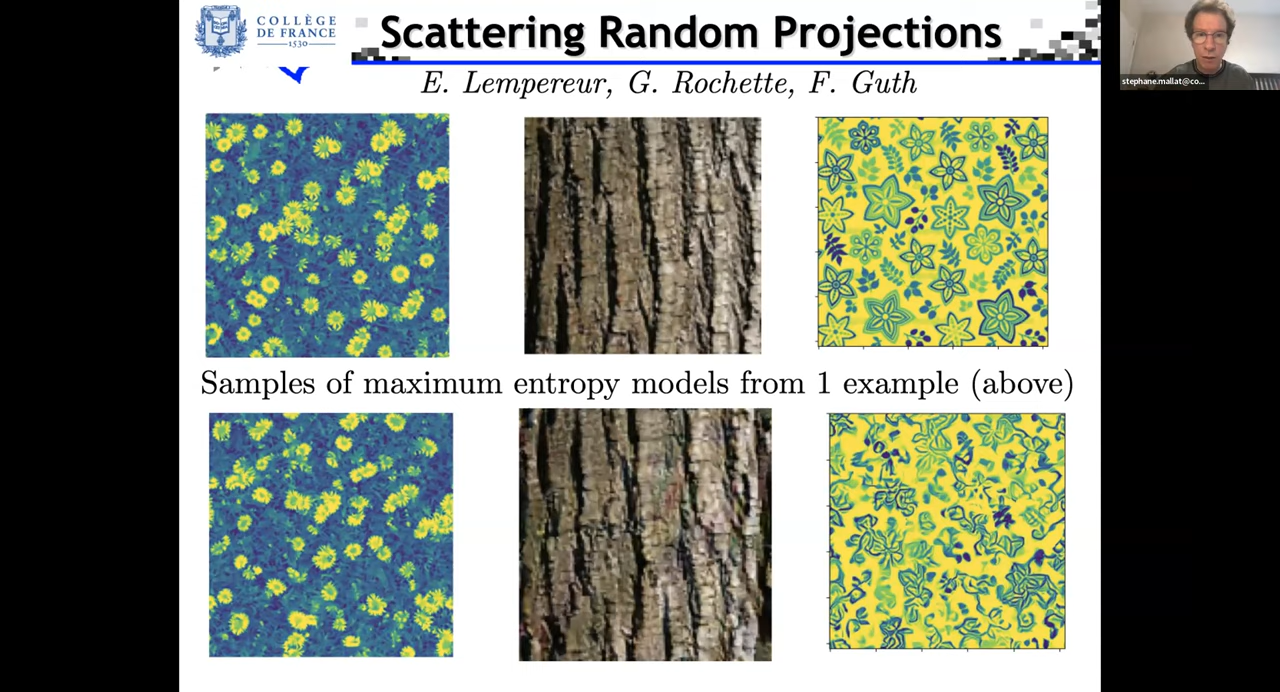 COLLÈGE
DE FRANCE
1530
Scattering Random Projections
E. Lempereur, G. Rochette, F. Guth
Samples of maximum entropy models from 1 example (above)
stephane.mallat@co...